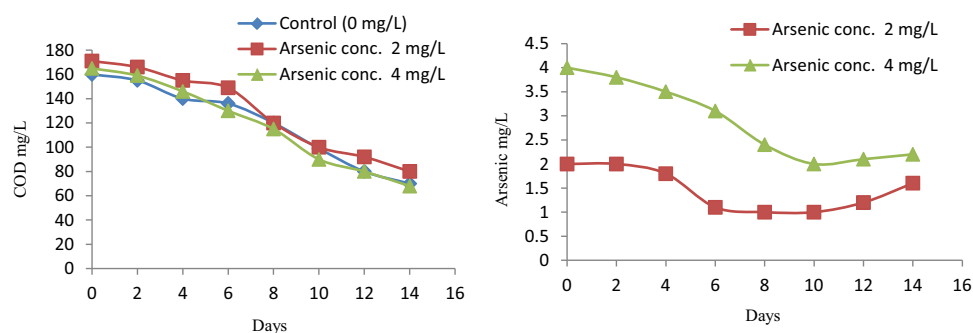 Control (0 mg/L)
Arsenic conc.  2 mg/L
Arsenic conc.  4 mg/L
COD mg/L
180
160
140
120
100
80
60
40
20
0
0 2 4 6 8 10 12 14 16
Days
Arsenic conc.  2 mg/L
Arsenic conc.  4 mg/L
Arsenic mg/L
4.5
4
3.5
3
2.5
2
1.5
1
0.5
0
0 2 4 6 8 10 12 14 16
Days